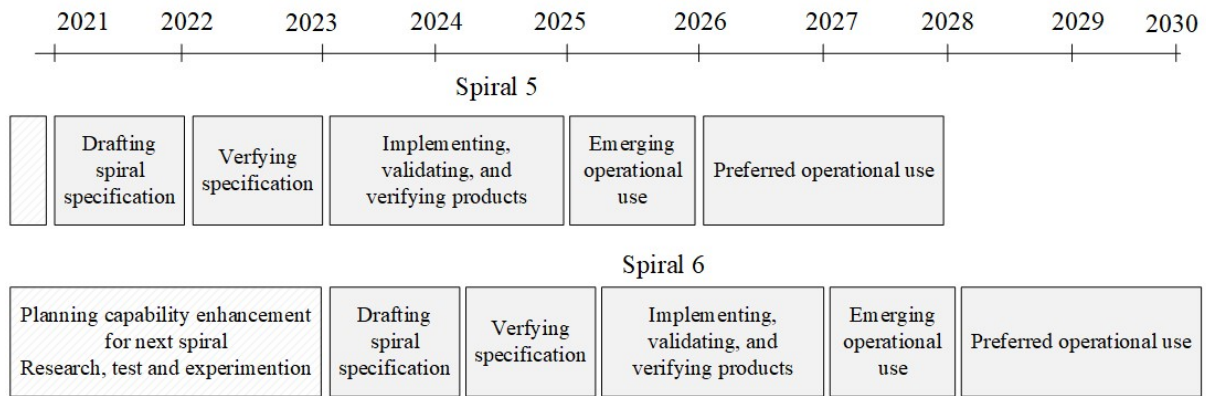 2021 2022 2023 2024 2025 2026 2027 2028 2029 2030
Spiral 5
Drafting
spiral
specification
Verfying
specification
Implementing,
validating, and
verifying products
Emerging
operational
use
Preferred operational use
Spiral 6
Planning capability enhancement
for next spiral
Research, test and experimention
Drafting
spiral
specification
Verfying
specification
Implementing,
validating, and
verifying products
Emerging
operational
use
Preferred operational use